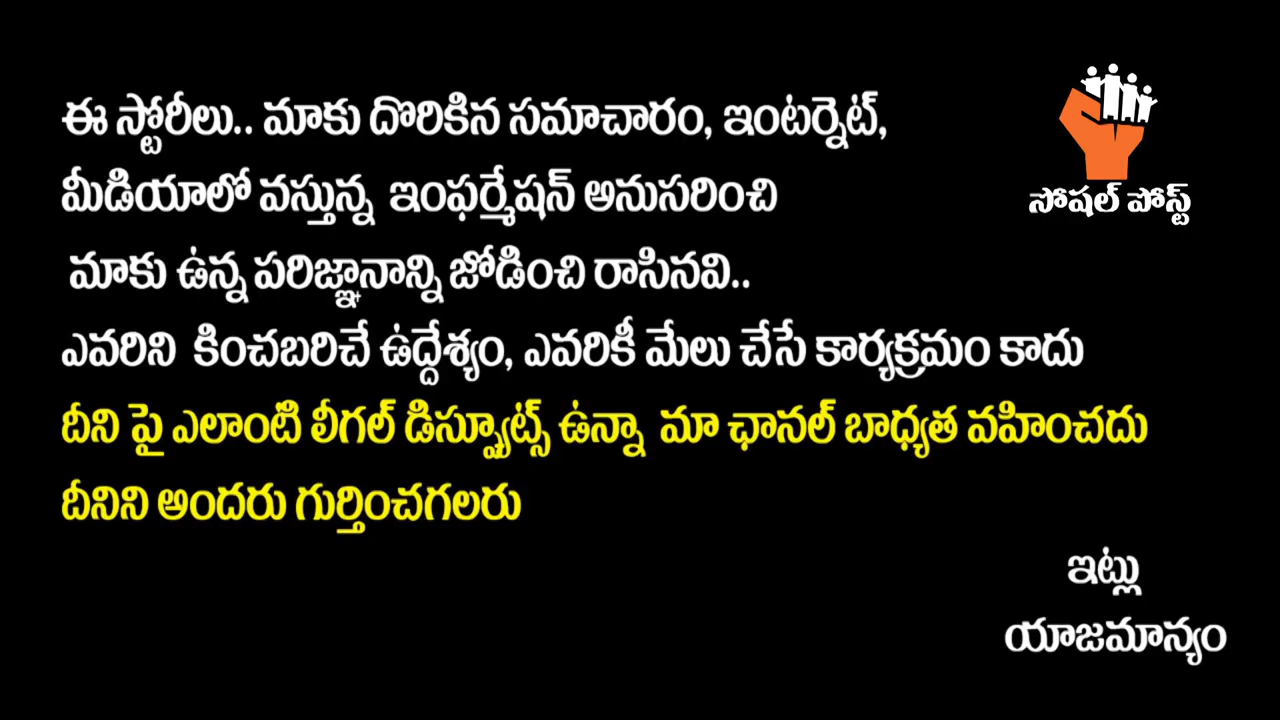 ఈ స్టోరీలు.. మాకు దొరికిన సమాచారం, ఇంటర్నెట్,
మీడియాలో వస్తున్న ఇంఫర్మేషన్ అనుసరించి
మాకు ఉన్న పరిజ్ఞానాన్ని జోడించి రాసినవి..
ఎవరిని కించబరిచే ఉద్దేశ్యం, ఎవరికీ మేలు చేసే కార్యక్రమం కాదు
దీని పై ఎలాంటి లీగల్ డిస్ప్యూట్స్ ఉన్నా మా ఛానల్ బాధ్యత వహించదు
దీనిని అందరు గుర్తించగలరు
ఇట్లు
యాజమాన్యం
సోషల్ పోస్ట్